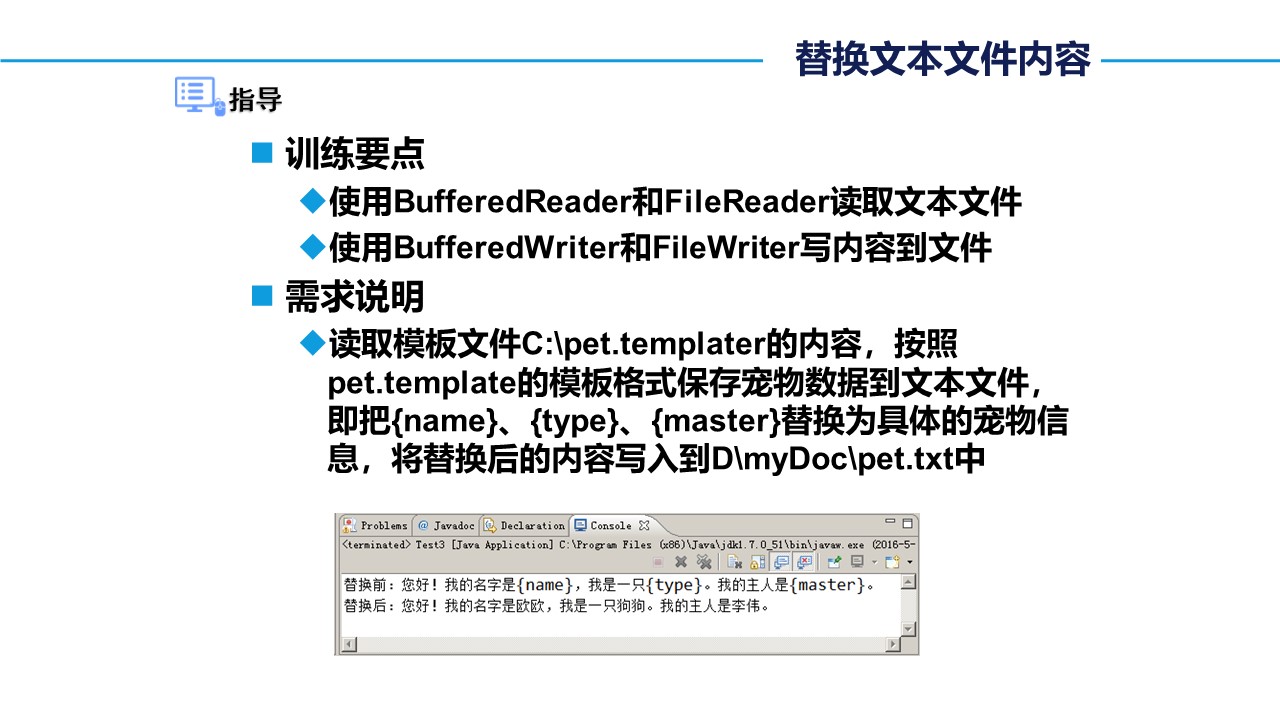 替换文本文件内容
指导
训练要点
使用BufferedReader和FileReader读取文本文件
使用BufferedWriter和FileWriter写内容到文件
需求说明
读取模板文件C:\pet.templater的内容，按照
pet.template的模板格式保存宠物数据到文本文件，
即把{name}、{type}、{master}替换为具体的宠物信
息，将替换后的内容写入到D\myDoc\pet.txt中
Problems @ Javadoc Declaration Console
<terminated> Test3 [Java Application] C:\Program Files (x86)\Java\jdk1.7.0_51\bin\javaw.exe (2016-5-
替换前：您好！我的名字是{name}，我是一只{type}。我的主人是{master}。
替换后：您好！我的名字是欧欧，我是一只狗狗。我的主人是李伟。